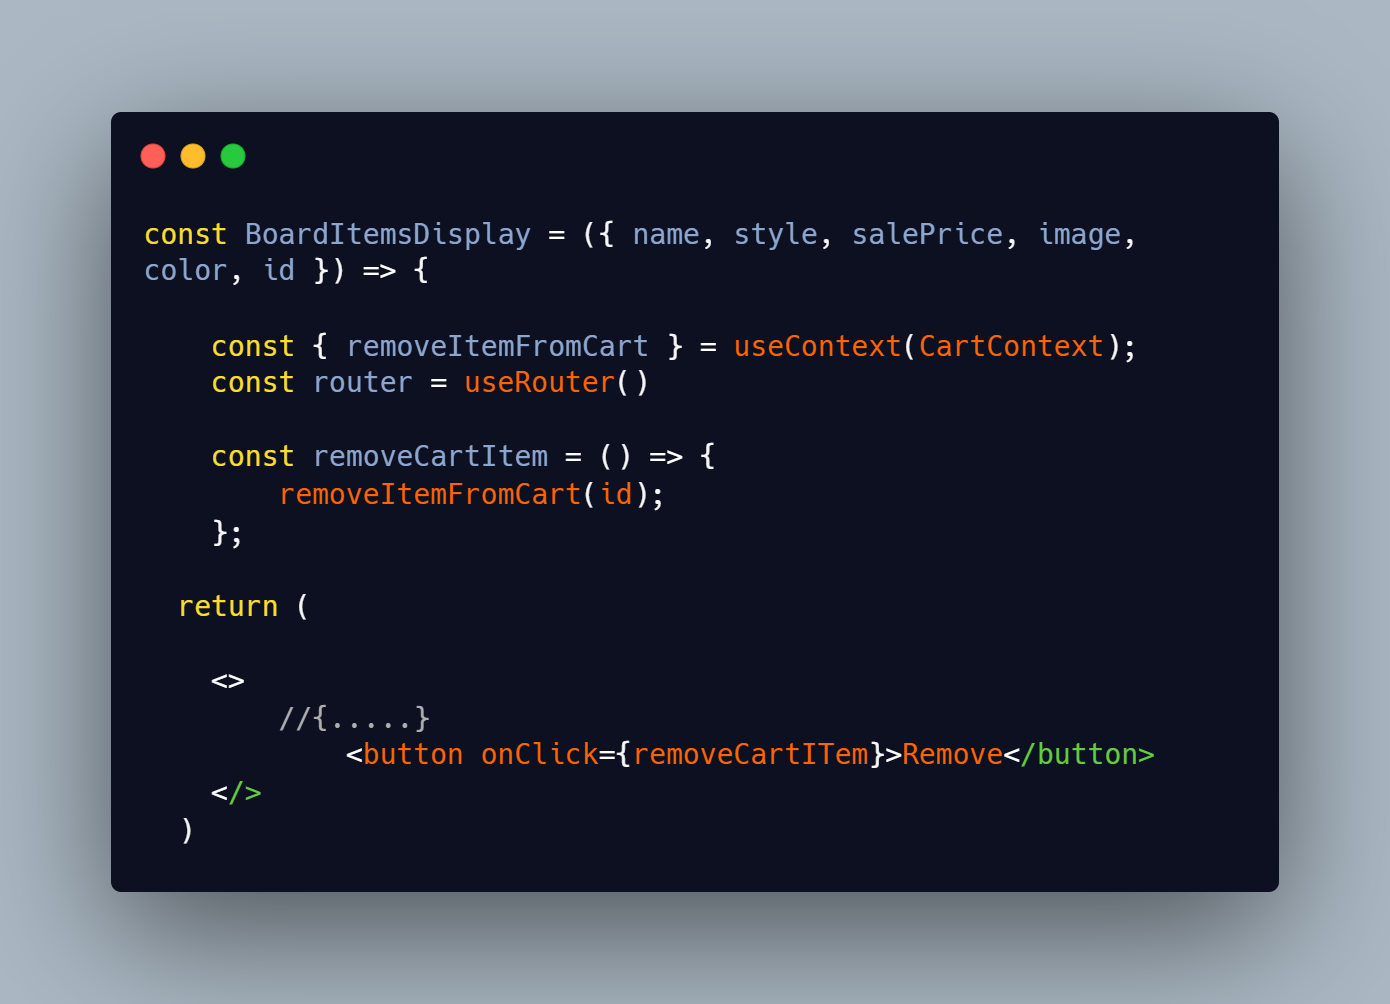 const BoardItemsDisplay = ({ name, style, salePrice, image,
color, id }) => {
const { removeItemFromCart } = useContext(CartContext);
const router = useRouter()
const removeCartItem = () => {
removeItemFromCart(id);
};
return (
<>
//{.....}
<button onClick={removeCartITem}>Remove</button>
</>
)